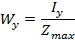 W_y = I_y / Z_max